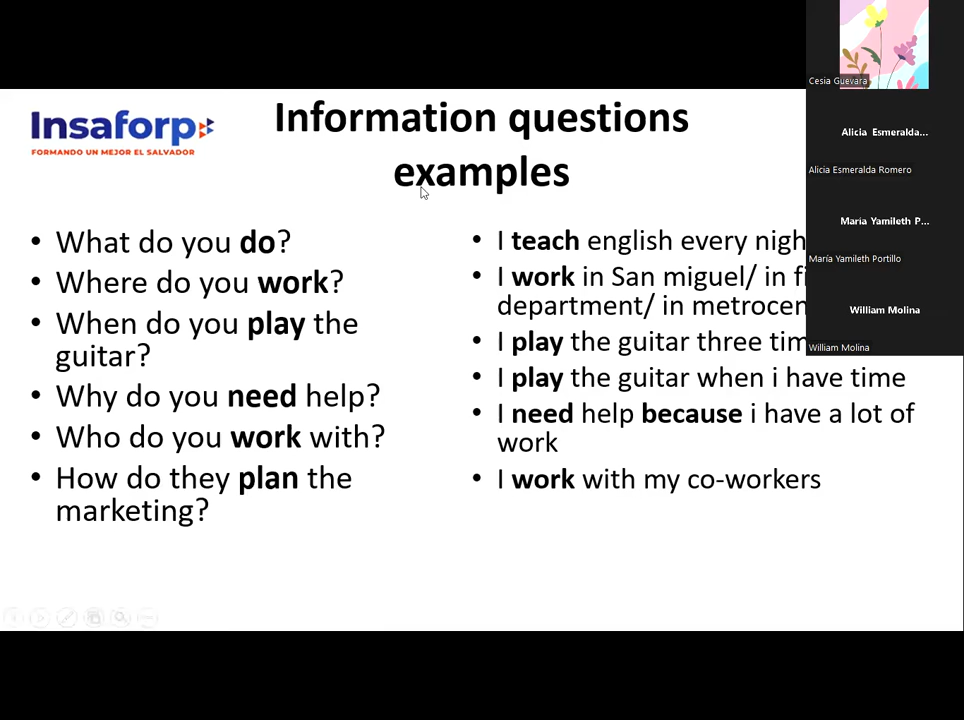 Insaforp
FORMANDO UN MEJOR EL SALVADOR
Information questions
examples
• What do you do?
• Where do you work?
• When do you play the
guitar?
• Why do you need help?
• Who do you work with?
• How do they plan the
marketing?
• I teach english every nigh
• I work in San miguel/ in fi
department/ in metrocen
• I play the guitar three tim
• I play the guitar when i have time
• I need help because i have a lot of
work
• I work with my co-workers
Cesia Guevara
Alicia Esmeralda...
Alicia Esmeralda Romero
María Yamileth P...
María Yamileth Portillo
William Molina
William Molina